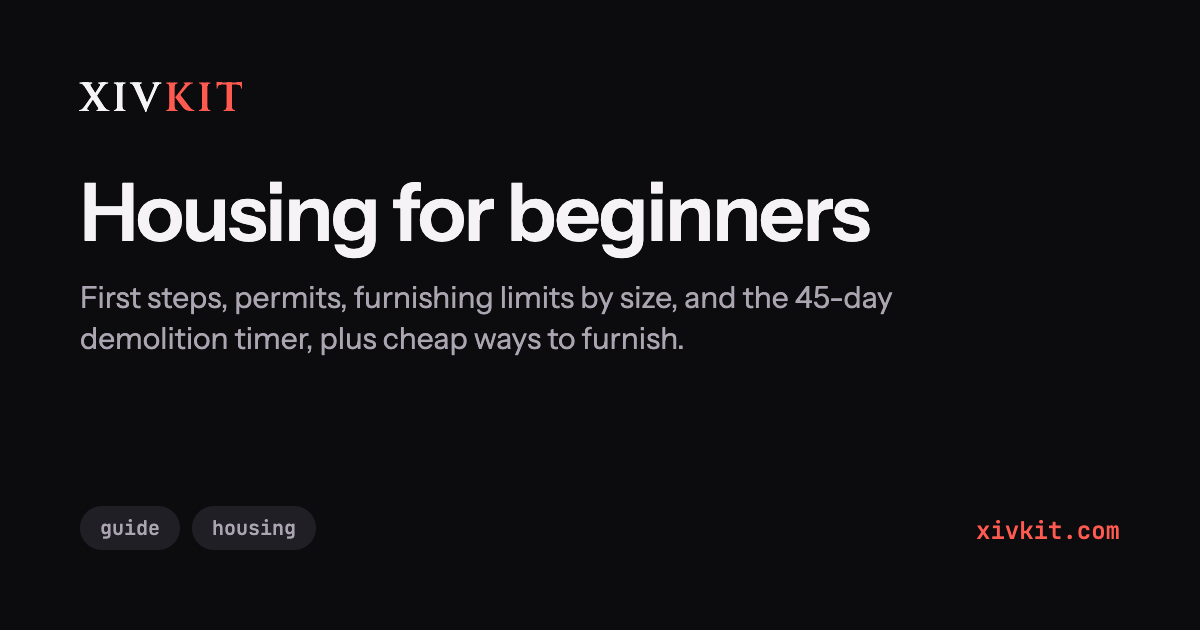 XIVKIT
Housing for beginners
First steps, permits, furnishing limits by size, and the 45-day
demolition timer, plus cheap ways to furnish.
guide housing
xivkit.com